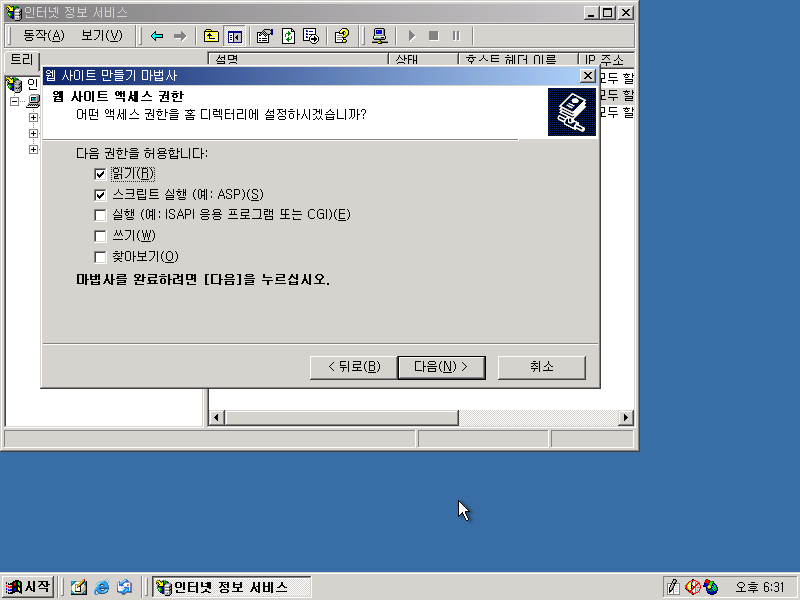 인터넷 정보 서비스
동작(A) 보기(V)
트리
설명 상태 호스트 헤더 이름 IP 주소
인
모두 할
모두 할
모두 할
웹 사이트 만들기 마법사
웹 사이트 액세스 권한
어떤 액세스 권한을 홈 디렉터리에 설정하시겠습니까?
다음 권한을 허용합니다:
읽기(R)
스크립트 실행 (예: ASP)(S)
실행 (예: ISAPI 응용 프로그램 또는 CGI)(E)
쓰기(W)
찾아보기(O)
마법사를 완료하려면 [다음]을 누르십시오.
< 뒤로(B) 다음(N) > 취소
시작 인터넷 정보 서비스 오후 6:31